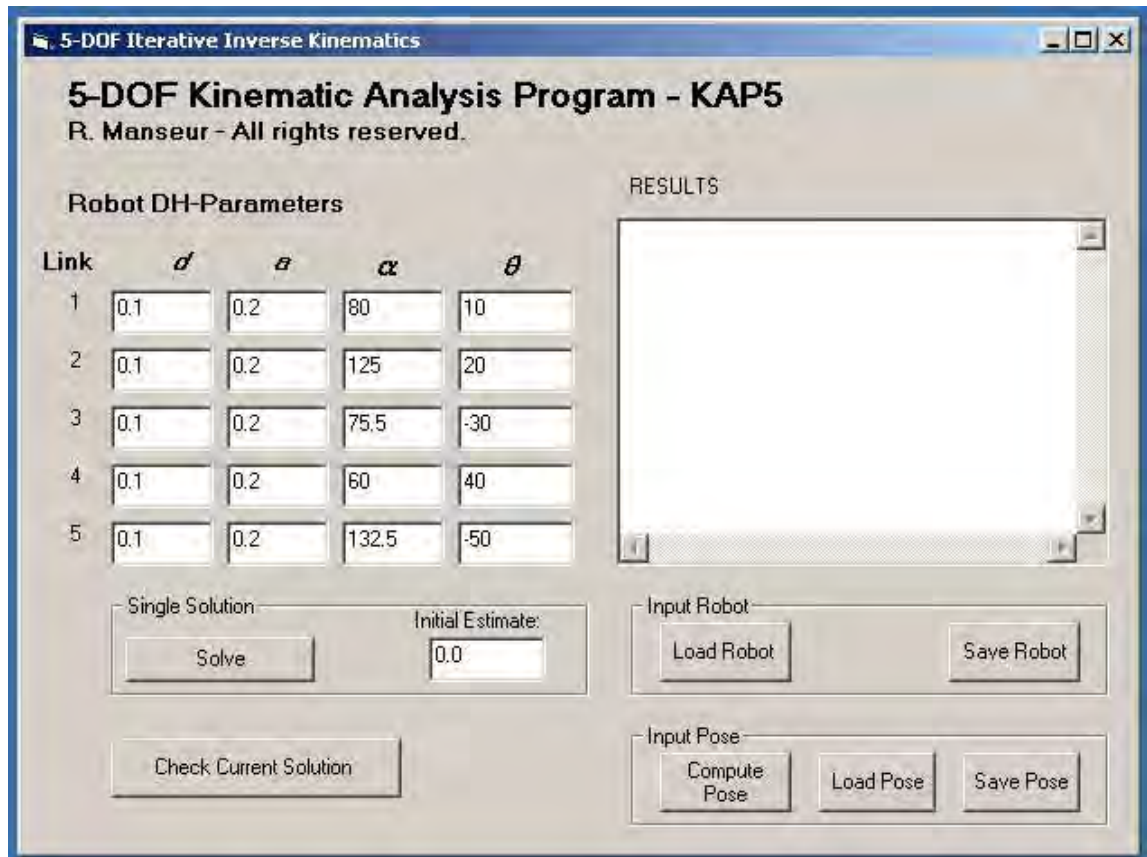 5-DOF Iterative Inverse Kinematics
5-DOF Kinematic Analysis Program - KAP5
R. Manseur - All rights reserved.
Robot DH-Parameters
RESULTS
Link d a α θ
1 0.1 0.2 80 10
2 0.1 0.2 125 20
3 0.1 0.2 75.5 -30
4 0.1 0.2 60 40
5 0.1 0.2 132.5 -50
Single Solution
Initial Estimate:
Solve
0.0
Input Robot
Load Robot
Save Robot
Check Current Solution
Input Pose
Compute
Pose
Load Pose
Save Pose